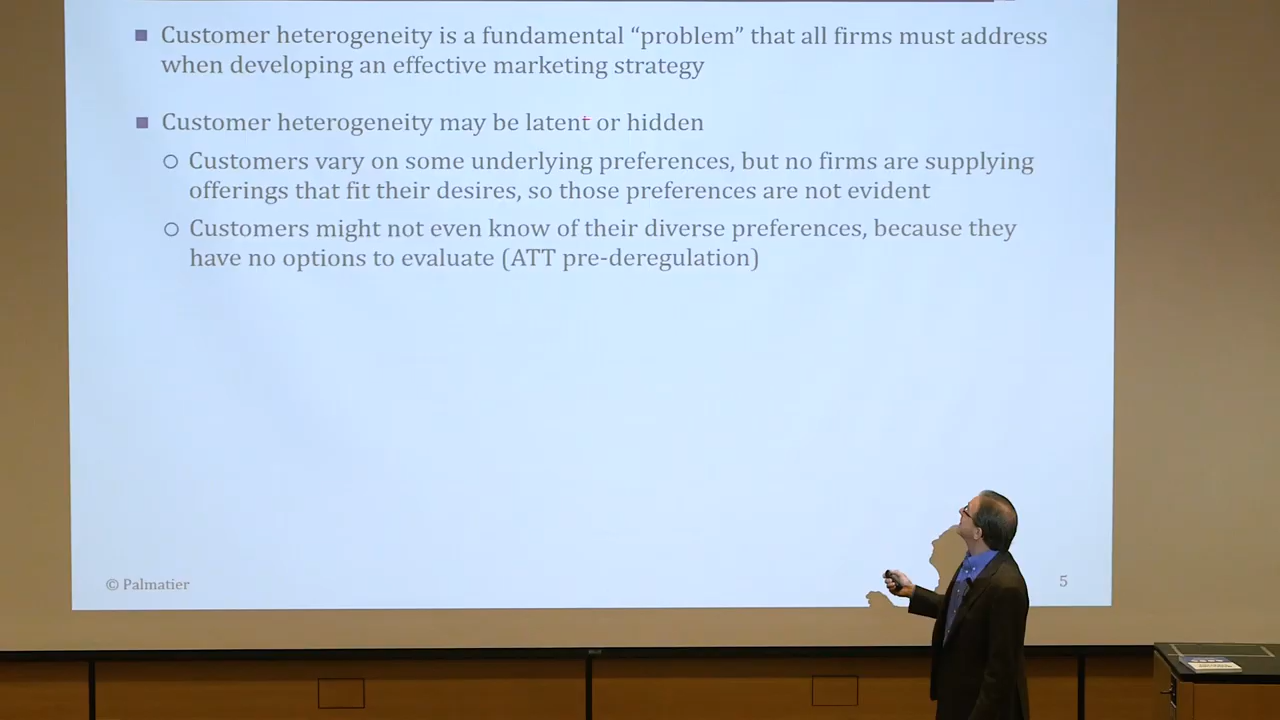 Customer heterogeneity is a fundamental “problem” that all firms must address
when developing an effective marketing strategy
Customer heterogeneity may be latent or hidden
Customers vary on some underlying preferences, but no firms are supplying
offerings that fit their desires, so those preferences are not evident
Customers might not even know of their diverse preferences, because they
have no options to evaluate (ATT pre-deregulation)
© Palmatier
5